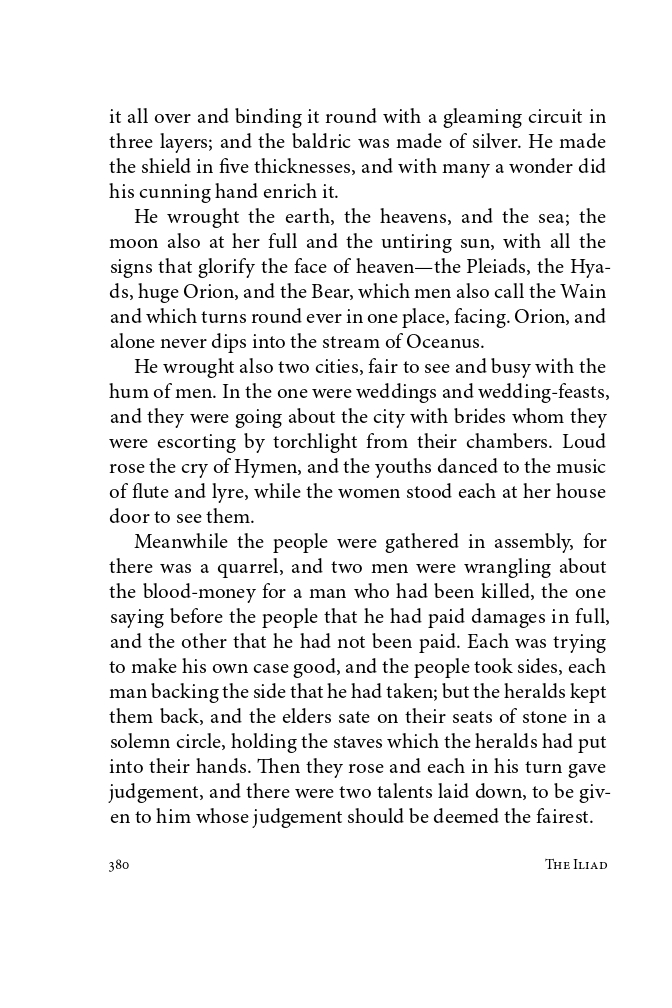 it all over and binding it round with a gleaming circuit in
three layers; and the baldric was made of silver. He made
the shield in five thicknesses, and with many a wonder did
his cunning hand enrich it.
He wrought the earth, the heavens, and the sea; the
moon also at her full and the untiring sun, with all the
signs that glorify the face of heaven—the Pleiads, the Hya-
ds, huge Orion, and the Bear, which men also call the Wain
and which turns round ever in one place, facing. Orion, and
alone never dips into the stream of Oceanus.
He wrought also two cities, fair to see and busy with the
hum of men. In the one were weddings and wedding-feasts,
and they were going about the city with brides whom they
were escorting by torchlight from their chambers. Loud
rose the cry of Hymen, and the youths danced to the music
of flute and lyre, while the women stood each at her house
door to see them.
Meanwhile the people were gathered in assembly, for
there was a quarrel, and two men were wrangling about
the blood-money for a man who had been killed, the one
saying before the people that he had paid damages in full,
and the other that he had not been paid. Each was trying
to make his own case good, and the people took sides, each
man backing the side that he had taken; but the heralds kept
them back, and the elders sate on their seats of stone in a
solemn circle, holding the staves which the heralds had put
into their hands. Then they rose and each in his turn gave
judgement, and there were two talents laid down, to be giv-
en to him whose judgement should be deemed the fairest.
380 The Iliad